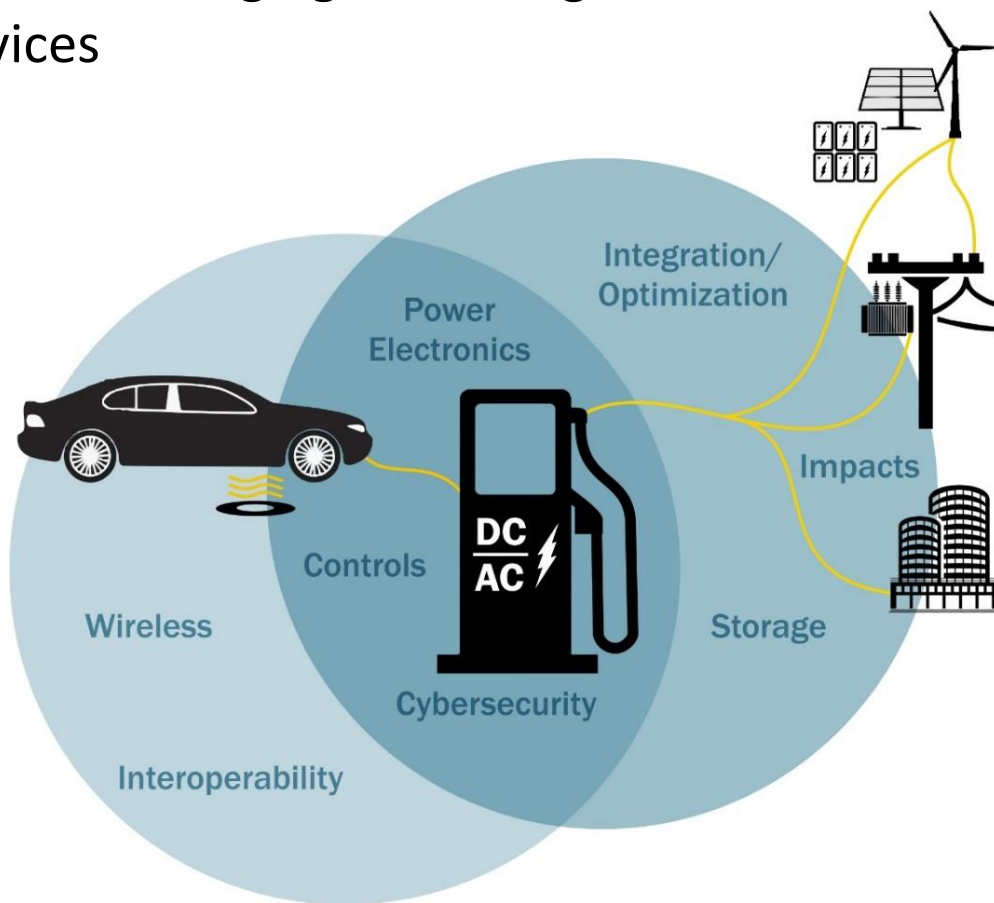 vices
Integration/
Optimization
Power
Electronics
Impacts
DC
AC
Controls
Wireless
Storage
Cybersecurity
Interoperability